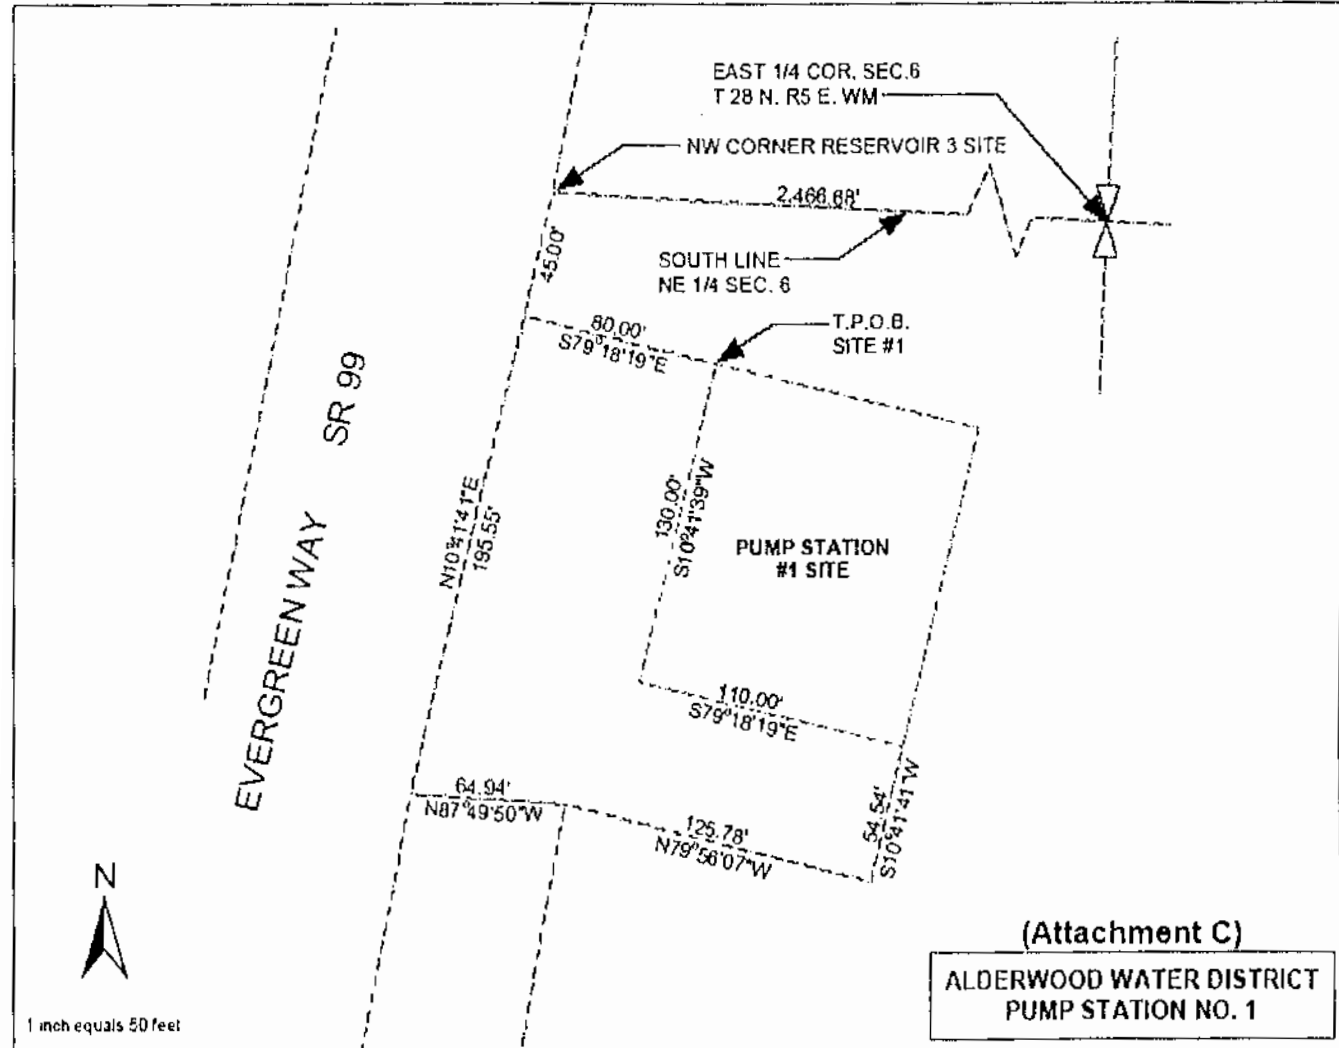 EAST 1/4 COR. SEC.6
T 28 N. R5 E. WM
NW CORNER RESERVOIR 3 SITE
2,466.68'
45.00'
SOUTH LINE
NE 1/4 SEC. 6
80.00'
S79°18'19"E
T.P.O.B.
SITE #1
SR 99
EVERGREEN WAY
N10°41'41"E
195.55'
130.00'
S10°41'39"W
PUMP STATION
#1 SITE
110.00'
S79°18'19"E
64.94'
N87°49'50"W
125.78'
N79°56'07"W
54.54'
S10°41'41"W
N
1 inch equals 50 feet
(Attachment C)
ALDERWOOD WATER DISTRICT
PUMP STATION NO. 1